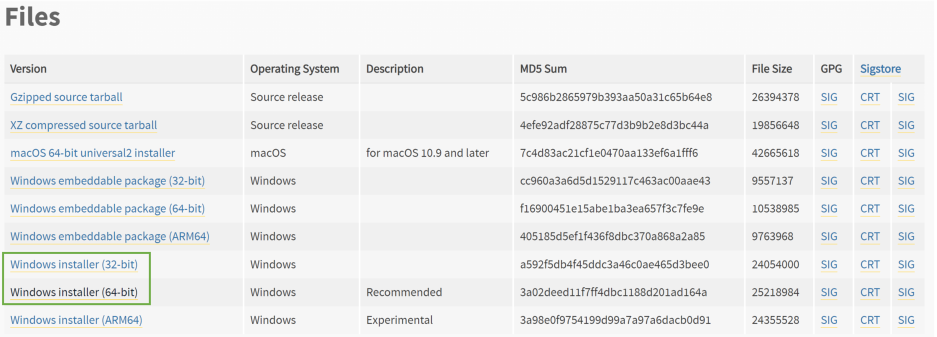 Files
Version Operating System Description MD5 Sum File Size GPG Sigstore
Gzipped source tarball Source release 5c986b2865979b393aa50a31c65b64e8 26394378 SIG CRT SIG
XZ compressed source tarball Source release 4efe92adf28875c77d3b9b2e8d3bc44a 19856648 SIG CRT SIG
macOS 64-bit universal2 installer macOS for macOS 10.9 and later 7c4d83ac21cf1e0470aa133ef6a1fff6 42665618 SIG CRT SIG
Windows embeddable package (32-bit) Windows cc960a3a6d5d1529117c463ac00aae43 9557137 SIG CRT SIG
Windows embeddable package (64-bit) Windows f16900451e15abe1ba3ea657f3c7fe9e 10538985 SIG CRT SIG
Windows embeddable package (ARM64) Windows 405185d5ef1f436f8dbc370a868a2a85 9763968 SIG CRT SIG
Windows installer (32-bit) Windows a592f5db4f45ddc3a46c0ae465d3bee0 24054000 SIG CRT SIG
Windows installer (64-bit) Windows Recommended 3a02deed11f7ff4dbc1188d201ad164a 25218984 SIG CRT SIG
Windows installer (ARM64) Windows Experimental 3a98e0f9754199d99a7a97a6dacb0d91 24355528 SIG CRT SIG